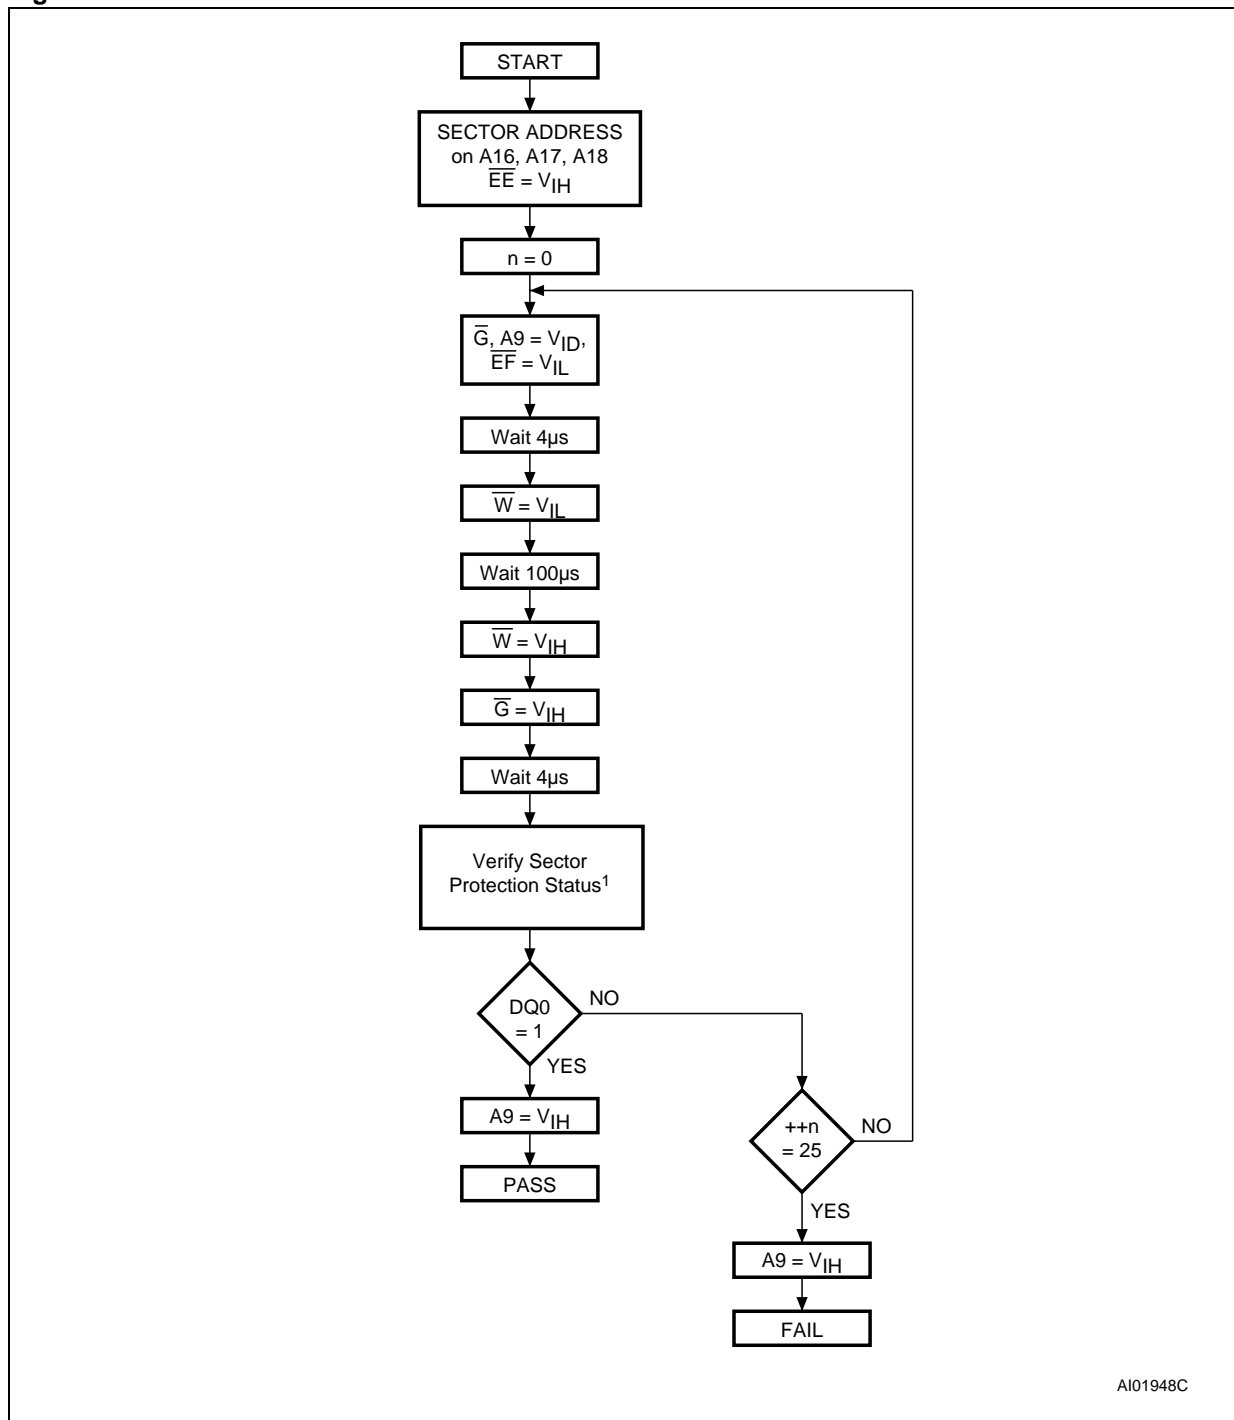 START
SECTOR ADDRESS
on A16, A17, A18
E̅E̅ = VIH
n = 0
G̅, A9 = VID,
E̅F̅ = VIL
Wait 4µs
W̅ = VIL
Wait 100µs
W̅ = VIH
G̅ = VIH
Wait 4µs
Verify Sector
Protection Status1
DQ0
= 1
NO
YES
A9 = VIH
PASS
++n
= 25
NO
YES
A9 = VIH
FAIL
AI01948C